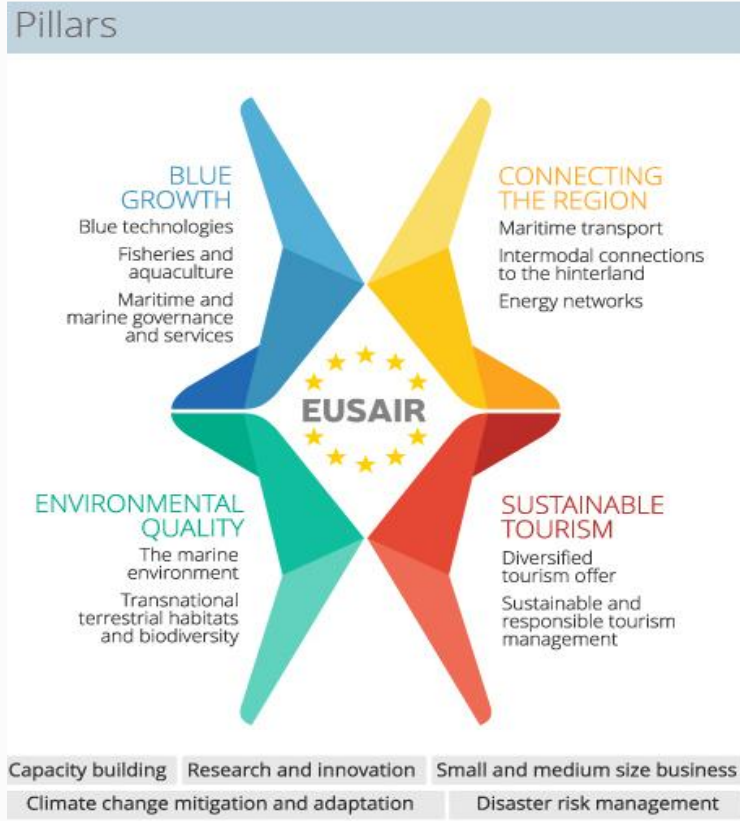 Pillars
BLUE
GROWTH
Blue technologies
Fisheries and
aquaculture
Maritime and
marine governance
and services
CONNECTING
THE REGION
Maritime transport
Intermodal connections
to the hinterland
Energy networks
EUSAIR
ENVIRONMENTAL
QUALITY
The marine
environment
Transnational
terrestrial habitats
and biodiversity
SUSTAINABLE
TOURISM
Diversified
tourism offer
Sustainable and
responsible tourism
management
Capacity building
Research and innovation
Small and medium size business
Climate change mitigation and adaptation
Disaster risk management